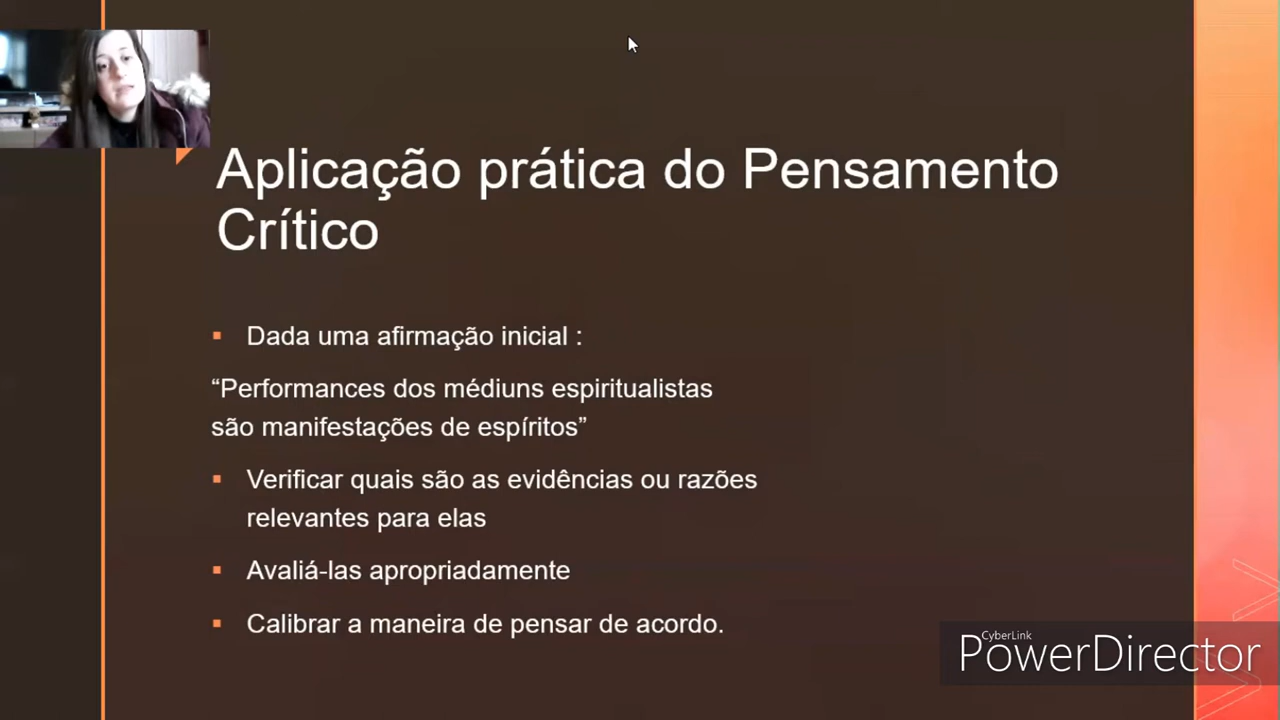 Aplicação prática do Pensamento
Crítico
▪ Dada uma afirmação inicial :
“Performances dos médiuns espiritualistas
são manifestações de espíritos”
▪ Verificar quais são as evidências ou razões
relevantes para elas
▪ Avaliá-las apropriadamente
▪ Calibrar a maneira de pensar de acordo.
CyberLink
PowerDirector